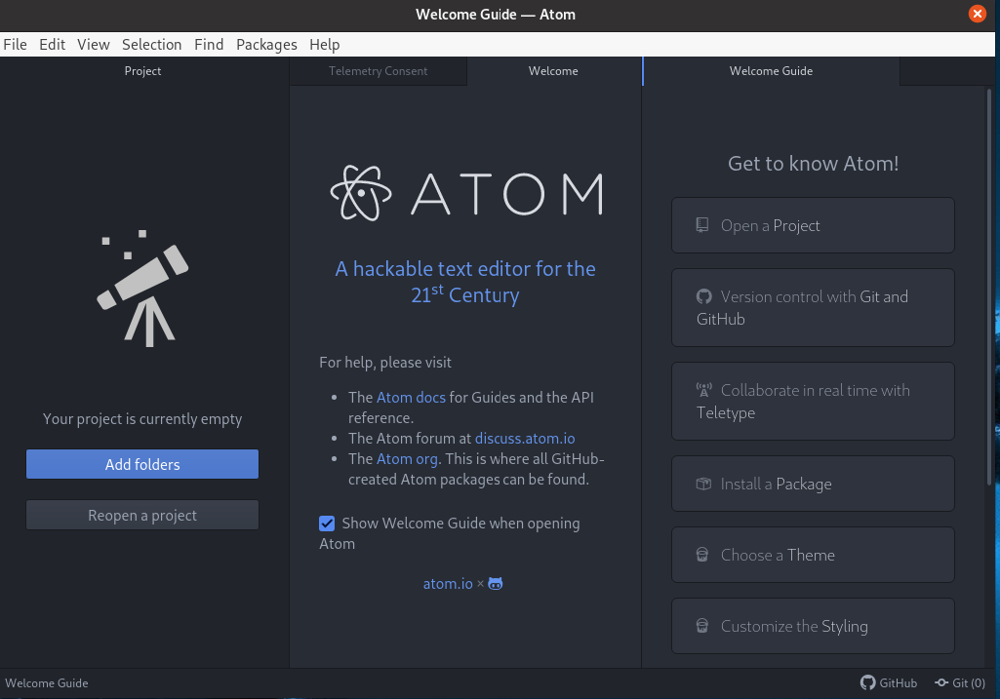 Welcome Guide — Atom
File Edit View Selection Find Packages Help
Project
Your project is currently empty
Add folders
Reopen a project
Telemetry Consent
Welcome
ATOM
A hackable text editor for the
21st Century
For help, please visit
• The Atom docs for Guides and the API
reference.
• The Atom forum at discuss.atom.io
• The Atom org. This is where all GitHub-
created Atom packages can be found.
Show Welcome Guide when opening
Atom
atom.io ×
Welcome Guide
Get to know Atom!
Open a Project
Version control with Git and
GitHub
Collaborate in real time with
Teletype
Install a Package
Choose a Theme
Customize the Styling
Welcome Guide
GitHub
Git (0)